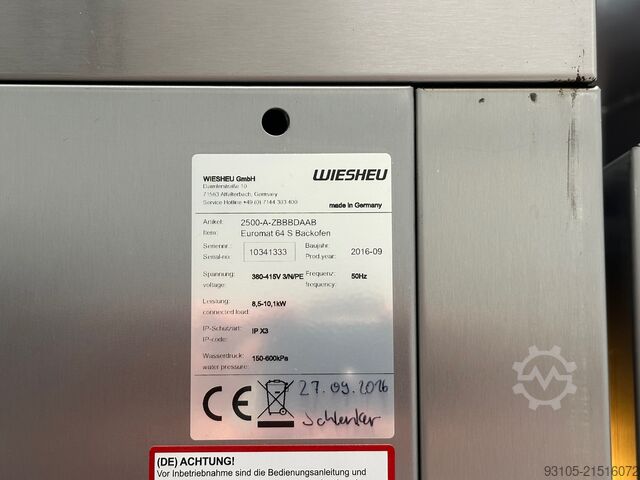 WIESHEU GmbH
Daimlerstraße 10
71563 Affalterbach, Germany
Service Hotline +49 (0) 7144 303 400
WIESHEU
made in Germany
Artikel: 2500-A-ZBBBDAAB
Item: Euromat 64 S Backofen
Seriennr.: Baujahr:
Serial-no: 10341333 Prod.year: 2016-09
Spannung: 380-415V 3/N/PE Frequenz: 50Hz
voltage: frequency:
Leistung: 8,5-10,1kW
connected load:
IP-Schutzart: IP X3
IP-code:
Wasserdruck: 150-600kPa
water pressure:
CE 27.09.2016
Schlenker
(DE) ACHTUNG!
Vor Inbetriebnahme sind die Bedienungsanleitung und
93105-21516072